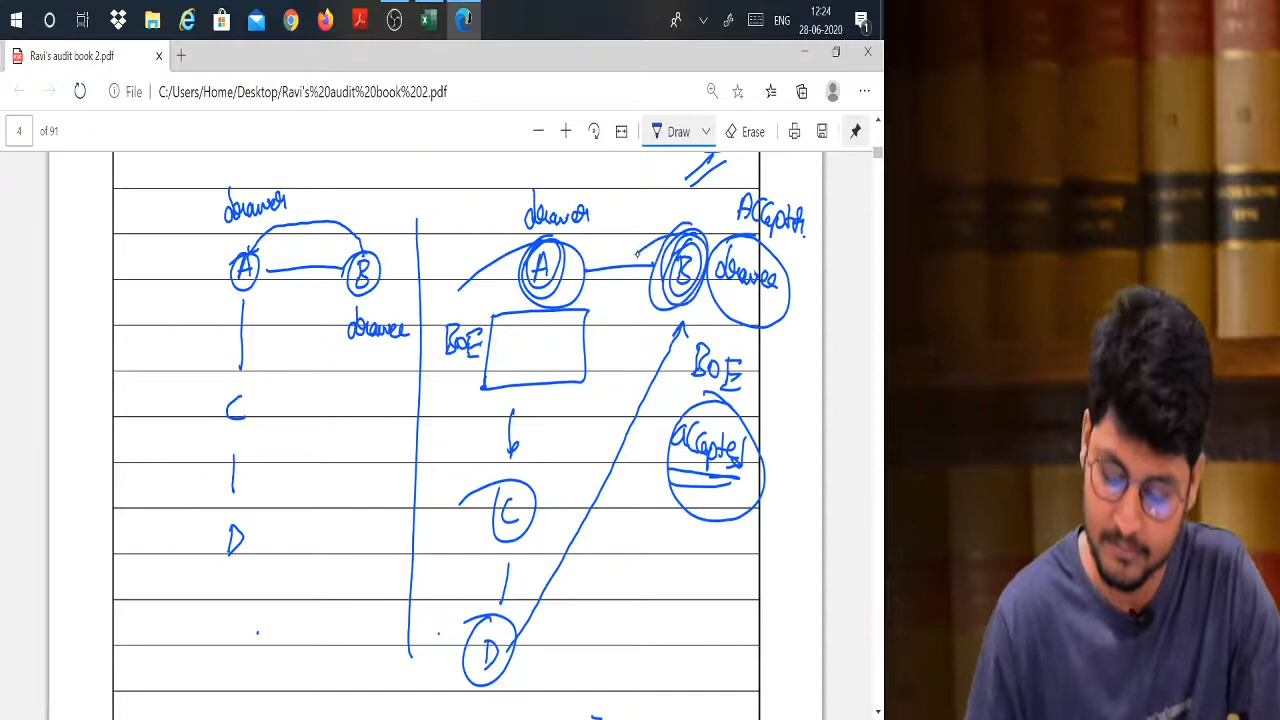 12:24
ENG
28-06-2020
1
Ravi's audit book 2.pdf
File
C:/Users/Home/Desktop/Ravi's%20audit%20book%202.pdf
4 of 91
Draw
Erase
drawer
A
B
drawee
C
D
drawer
A
B
drawee
Acceptor
BOE
BOE
accepted
C
D